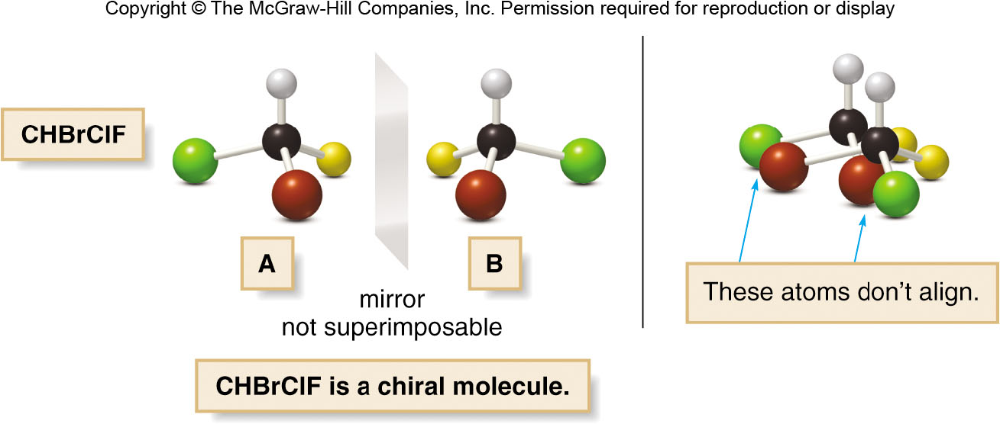 Copyright © The McGraw-Hill Companies, Inc. Permission required for reproduction or display
CHBrClF
A
B
mirror
not superimposable
CHBrClF is a chiral molecule.
These atoms don’t align.